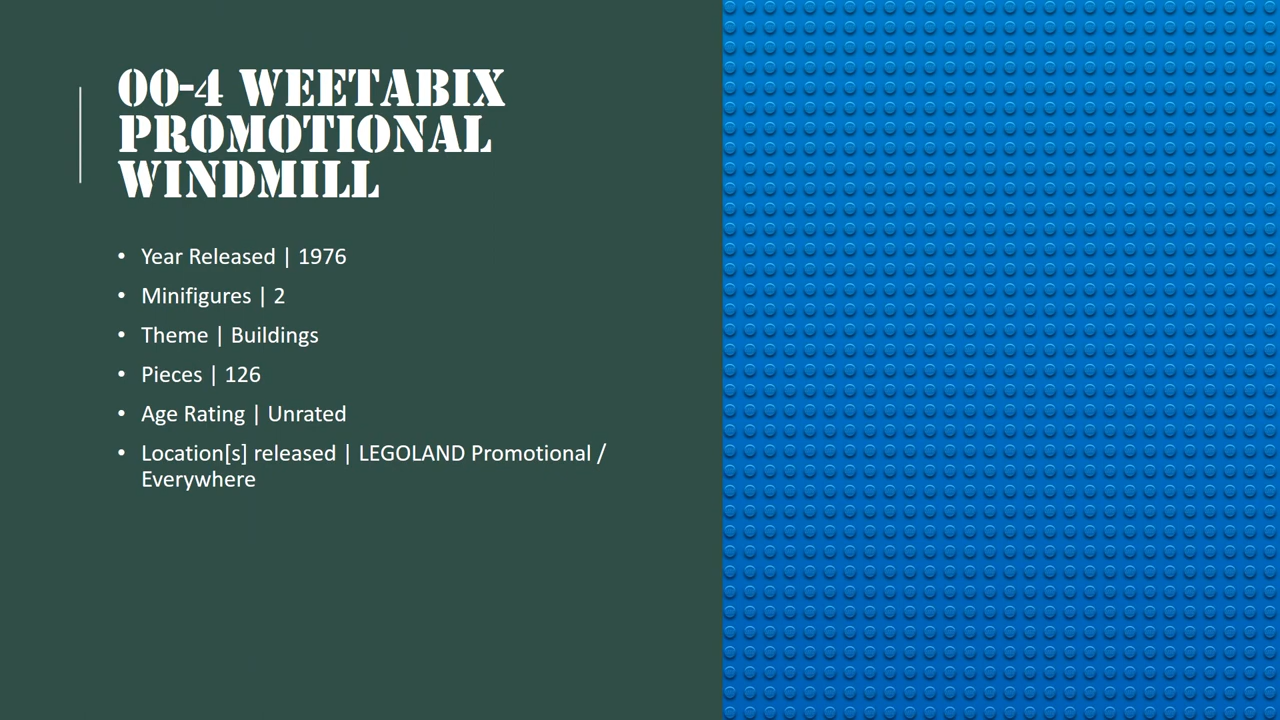 00-4 WEETABIX
PROMOTIONAL
WINDMILL
• Year Released | 1976
• Minifigures | 2
• Theme | Buildings
• Pieces | 126
• Age Rating | Unrated
• Location[s] released | LEGOLAND Promotional /
Everywhere